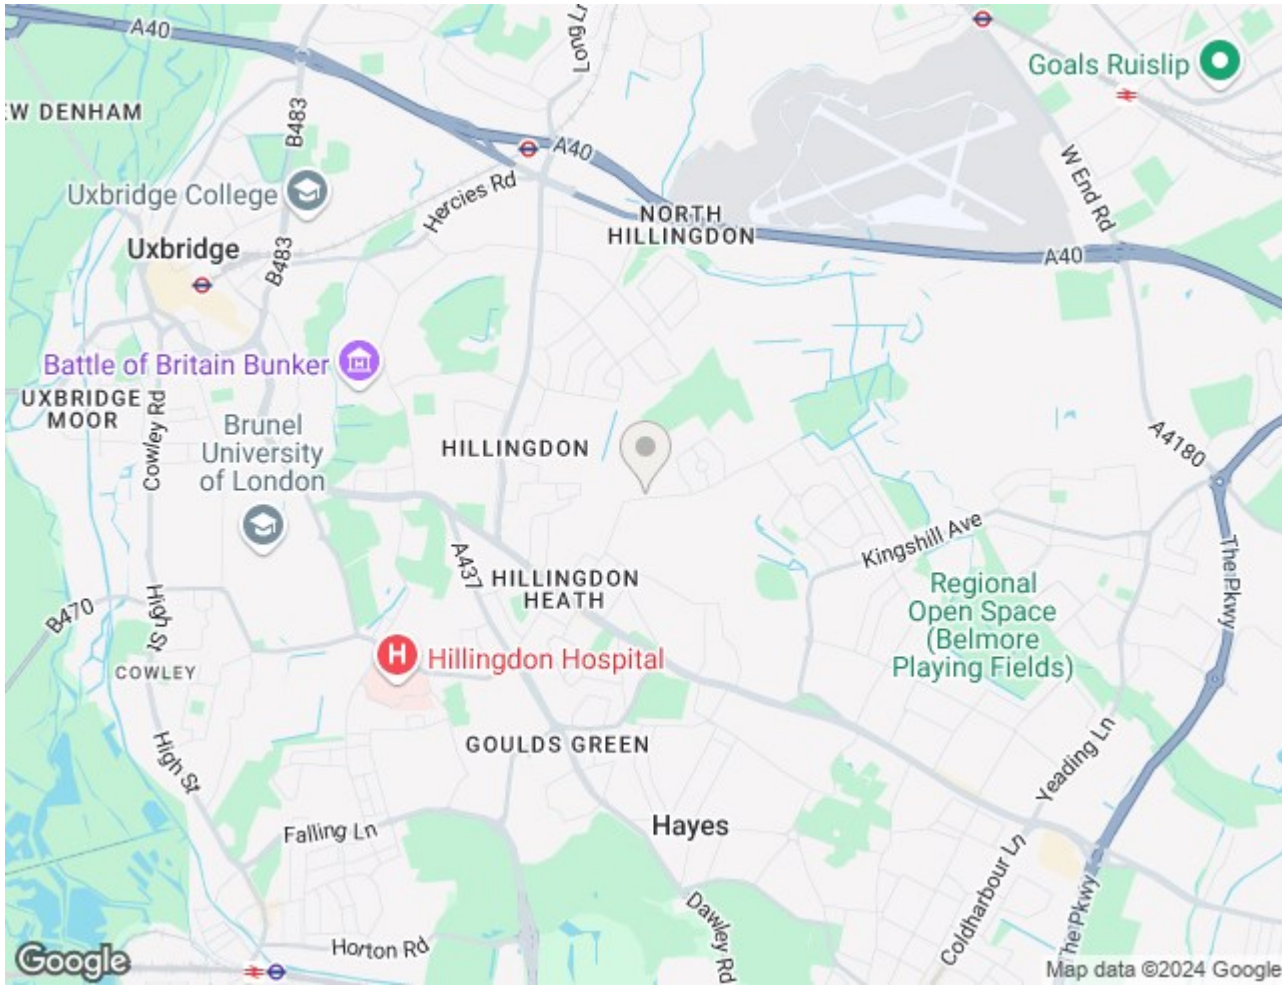 A40
Long Ln
Goals Ruislip
EW DENHAM
B483
A40
W End Rd
Uxbridge College
Hercies Rd
NORTH
HILLINGDON
Uxbridge
B483
A40
Battle of Britain Bunker
UXBRIDGE
MOOR
Cowley Rd
Brunel
University
of London
HILLINGDON
A4180
Kingshill Ave
A437
The Pkwy
HILLINGDON
HEATH
Regional
Open Space
(Belmore
Playing Fields)
B470
High St
COWLEY
H
Hillingdon Hospital
GOULDS GREEN
High St
Yeading Ln
Falling Ln
Hayes
Coldharbour Ln
The Pkwy
Dawley Rd
Horton Rd
Google
Map data ©2024 Google